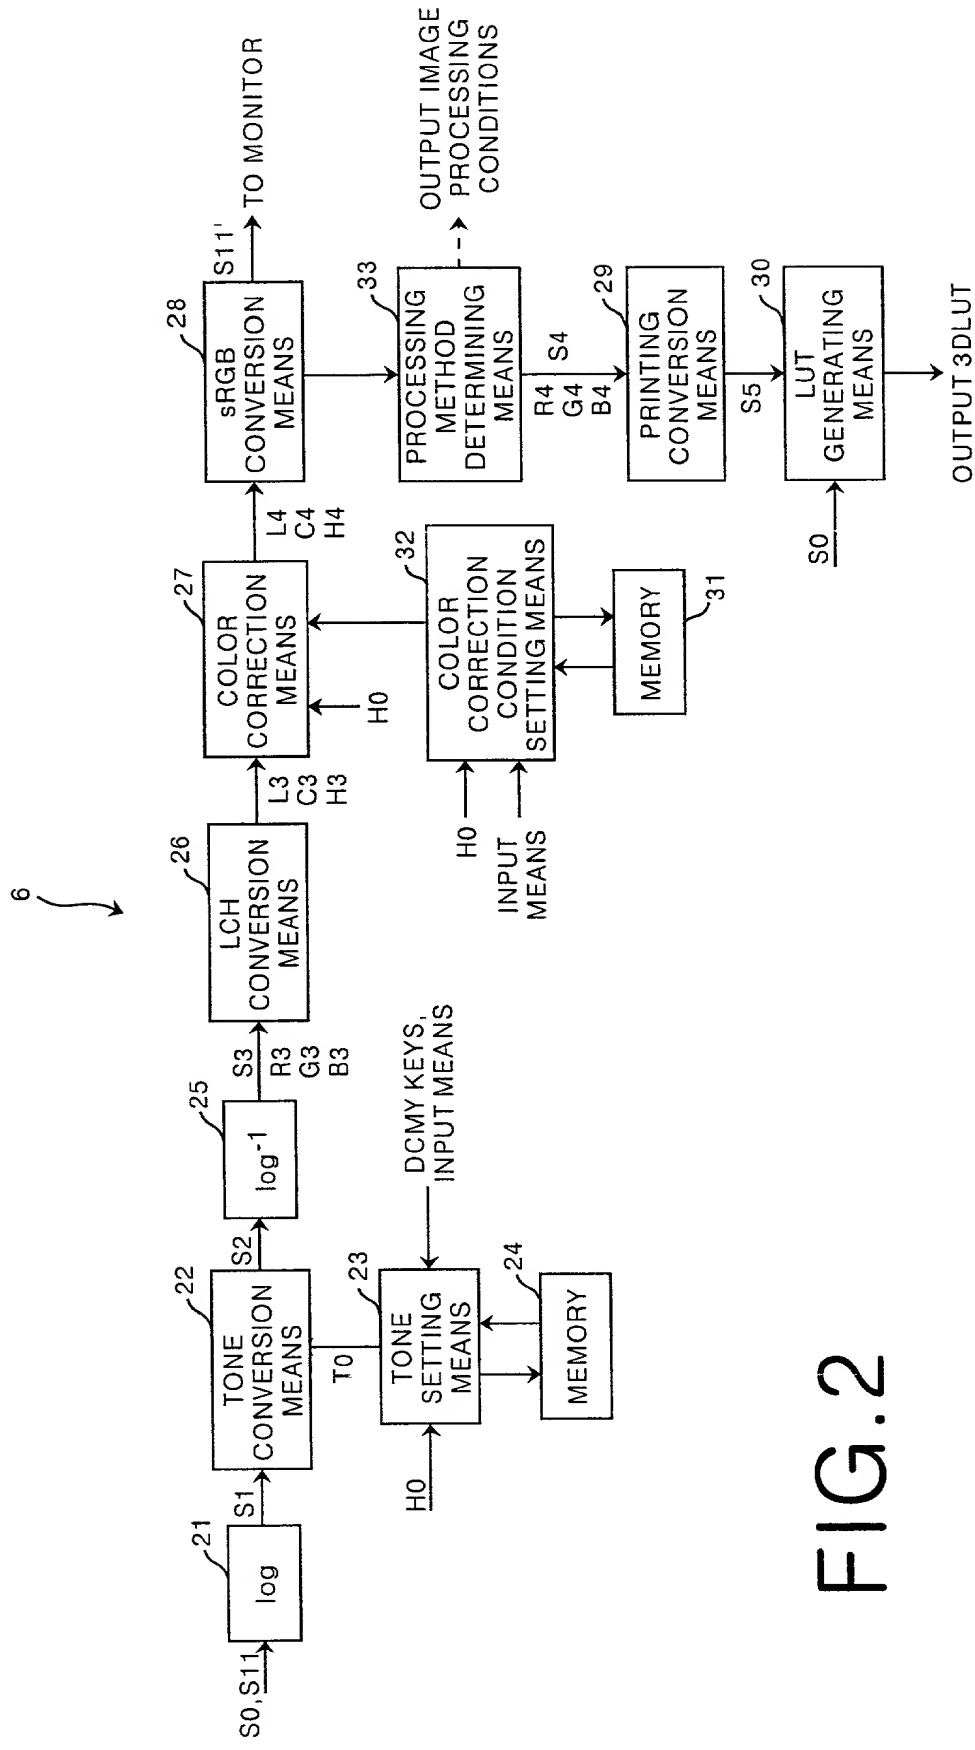 6
S0,S11
21
log
S1
22
TONE
CONVERSION
MEANS
S2
25
log-1
S3
R3
G3
B3
26
LCH
CONVERSION
MEANS
L3
C3
H3
27
COLOR
CORRECTION
MEANS
H0
L4
C4
H4
28
sRGB
CONVERSION
MEANS
S11'
TO MONITOR
T0
H0
23
TONE
SETTING
MEANS
DCMY KEYS,
INPUT MEANS
24
MEMORY
H0
INPUT
MEANS
32
COLOR
CORRECTION
CONDITION
SETTING MEANS
MEMORY
31
33
PROCESSING
METHOD
DETERMINING
MEANS
OUTPUT IMAGE
PROCESSING
CONDITIONS
R4
G4
B4
S4
29
PRINTING
CONVERSION
MEANS
S5
S0
30
LUT
GENERATING
MEANS
OUTPUT 3DLUT
FIG.2